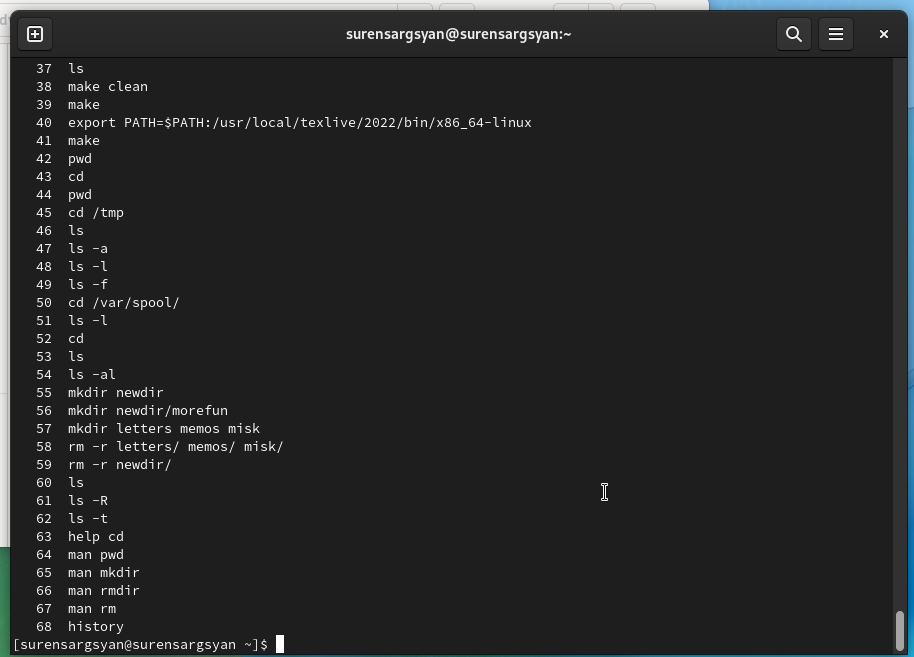 surensargsyan@surensargsyan:~
37 ls
38 make clean
39 make
40 export PATH=$PATH:/usr/local/texlive/2022/bin/x86_64-linux
41 make
42 pwd
43 cd
44 pwd
45 cd /tmp
46 ls
47 ls -a
48 ls -l
49 ls -f
50 cd /var/spool/
51 ls -l
52 cd
53 ls
54 ls -al
55 mkdir newdir
56 mkdir newdir/morefun
57 mkdir letters memos misk
58 rm -r letters/ memos/ misk/
59 rm -r newdir/
60 ls
61 ls -R
62 ls -t
63 help cd
64 man pwd
65 man mkdir
66 man rmdir
67 man rm
68 history
[surensargsyan@surensargsyan ~]$